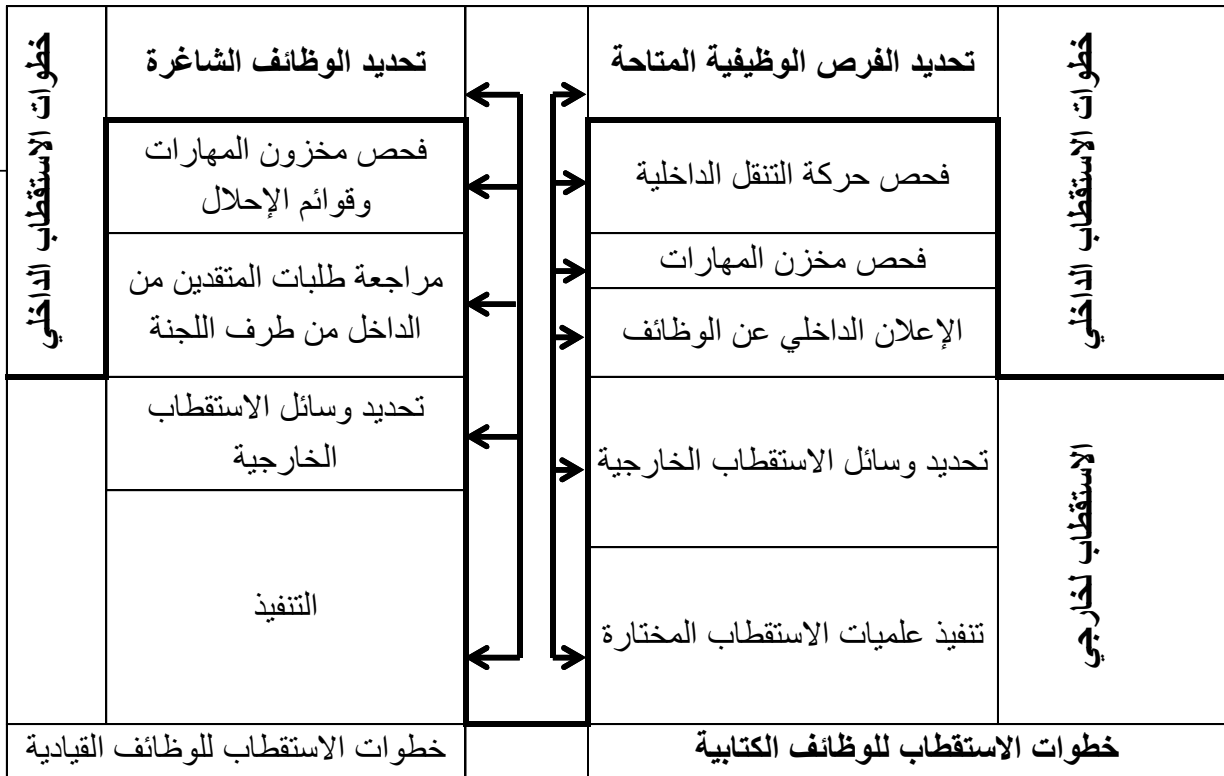 خطوات الاستقطاب الداخلي
تحديد الفرص الوظيفية المتاحة
تحديد الوظائف الشاغرة
خطوات الاستقطاب الداخلي
فحص حركة التنقل الداخلية
فحص مخزون المهارات
وقوائم الإحلال
فحص مخزن المهارات
مراجعة طلبات المتقدين من
الداخل من طرف اللجنة
الإعلان الداخلي عن الوظائف
الاستقطاب لخارجي
تحديد وسائل الاستقطاب الخارجية
تحديد وسائل الاستقطاب
الخارجية
تنفيذ علميات الاستقطاب المختارة
التنفيذ
خطوات الاستقطاب للوظائف الكتابية
خطوات الاستقطاب للوظائف القيادية